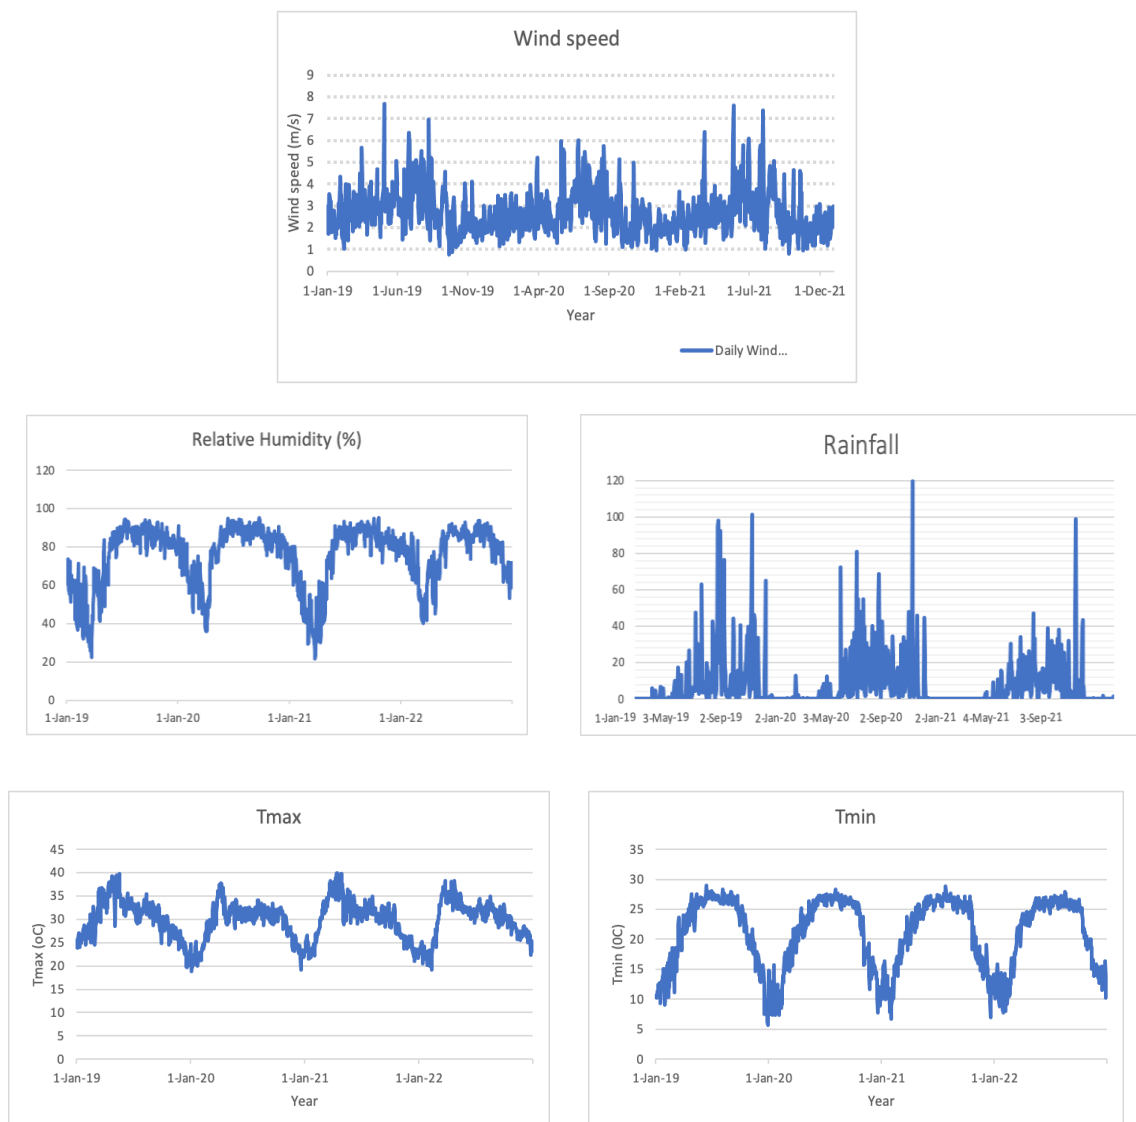 Wind speed
9
8
7
6
5
4
3
2
1
0
Wind speed (m/s)
1-Jan-19 1-Jun-19 1-Nov-19 1-Apr-20 1-Sep-20 1-Feb-21 1-Jul-21 1-Dec-21
Year
Daily Wind...
Relative Humidity (%)
120
100
80
60
40
20
0
1-Jan-19 1-Jan-20 1-Jan-21 1-Jan-22
Rainfall
120
100
80
60
40
20
0
1-Jan-19 3-May-19 2-Sep-19 2-Jan-20 3-May-20 2-Sep-20 2-Jan-21 4-May-21 3-Sep-21
Tmax
45
40
35
30
25
20
15
10
5
0
Tmax (oC)
1-Jan-19 1-Jan-20 1-Jan-21 1-Jan-22
Year
Tmin
35
30
25
20
15
10
5
0
Tmin (0C)
1-Jan-19 1-Jan-20 1-Jan-21 1-Jan-22
Year